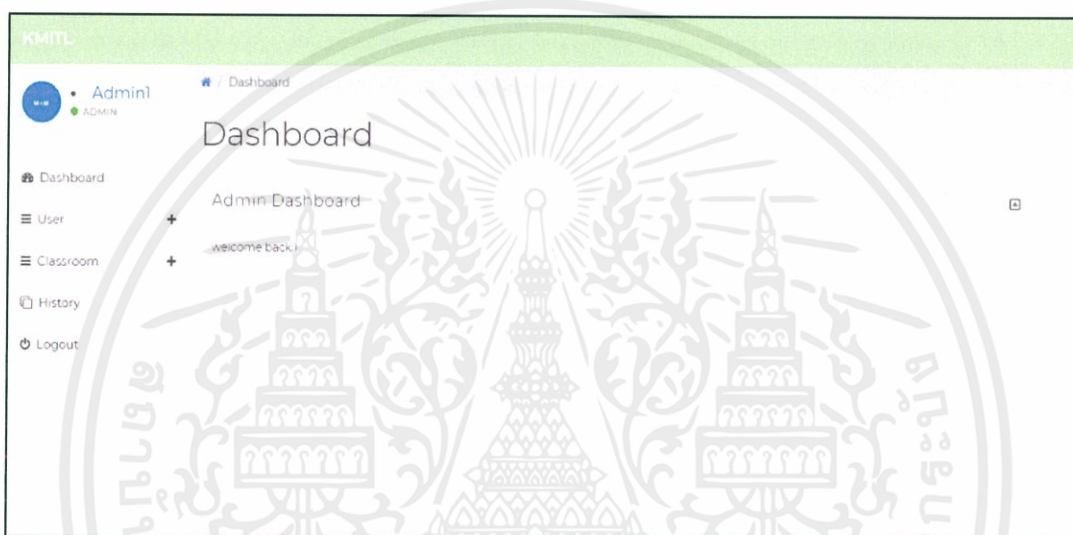 KMITL
Admin1
ADMIN
Dashboard
User
Classroom
History
Logout
/ Dashboard
Dashboard
Admin Dashboard
welcome back